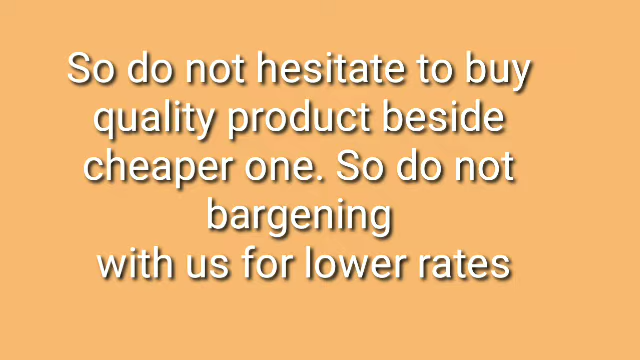 So do not hesitate to buy
quality product beside
cheaper one. So do not
bargening
with us for lower rates